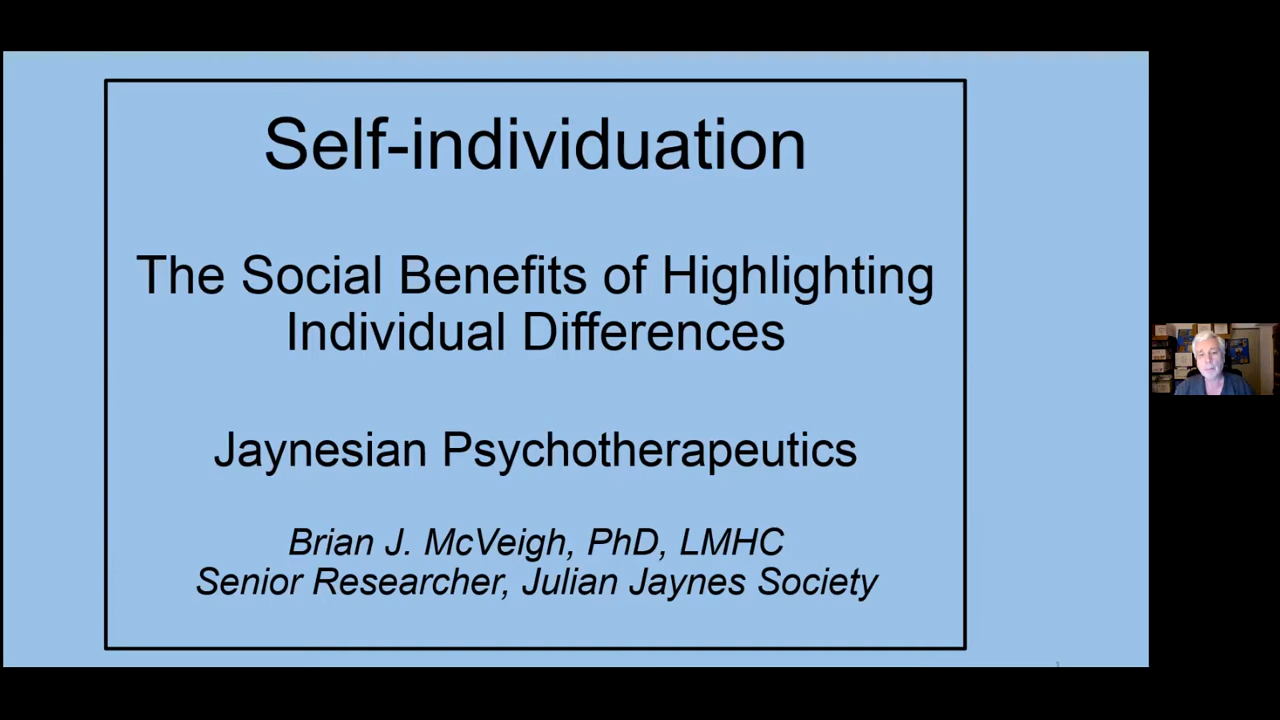 Self-individuation
The Social Benefits of Highlighting
Individual Differences
Jaynesian Psychotherapeutics
Brian J. McVeigh, PhD, LMHC
Senior Researcher, Julian Jaynes Society
1